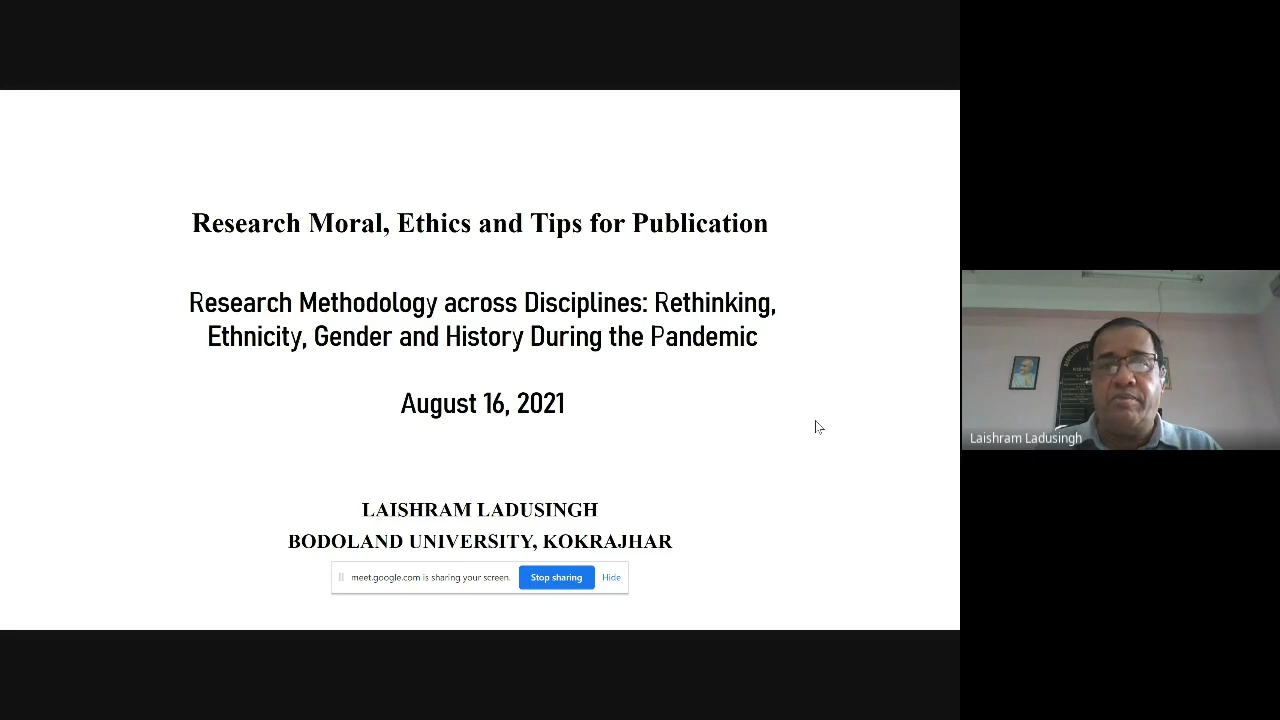 Research Moral, Ethics and Tips for Publication
Research Methodology across Disciplines: Rethinking,
Ethnicity, Gender and History During the Pandemic
August 16, 2021
LAISHRAM LADUSINGH
BODOLAND UNIVERSITY, KOKRAJHAR
meet.google.com is sharing your screen. Stop sharing Hide
Laishram Ladusingh